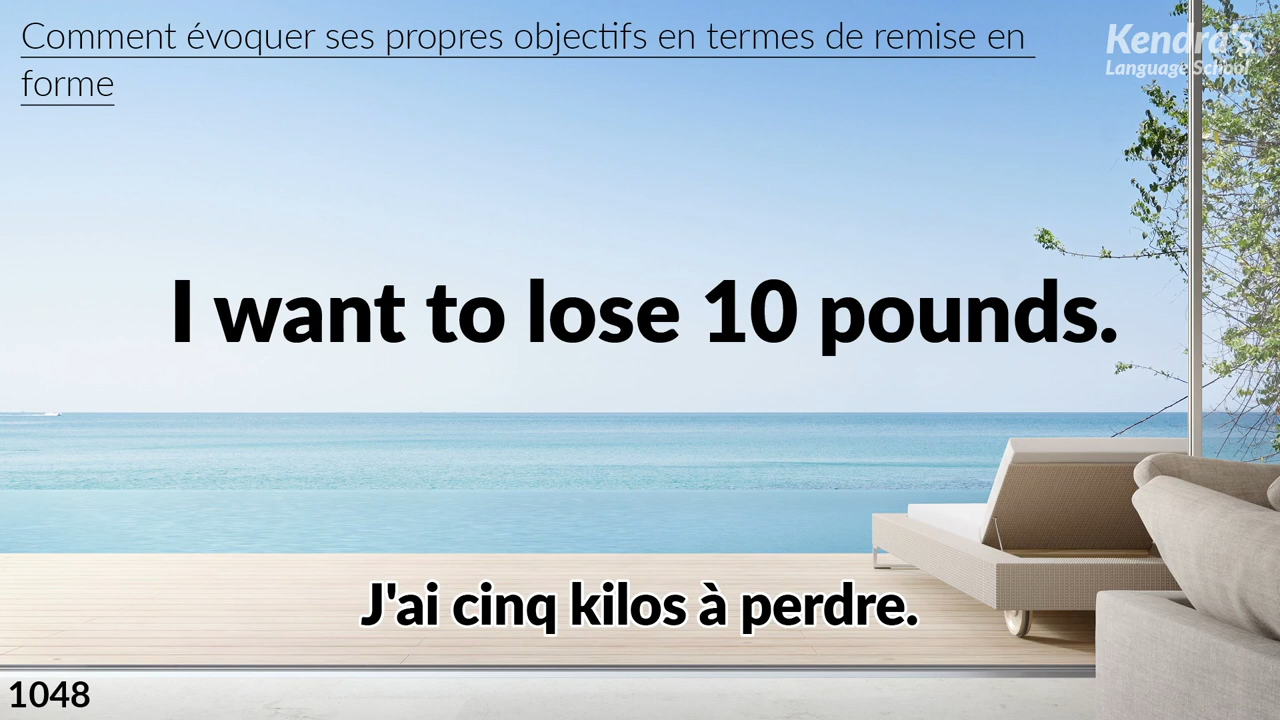 Comment évoquer ses propres objectifs en termes de remise en
forme
Kendra's
Language School
I want to lose 10 pounds.
J'ai cinq kilos à perdre.
1048